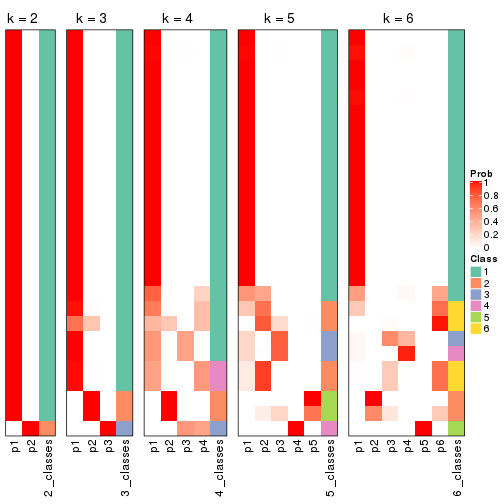 k = 2
k = 3
k = 4
k = 5
k = 6
p1
p2
2_classes
p1
p2
p3
3_classes
p1
p2
p3
p4
4_classes
p1
p2
p3
p4
p5
5_classes
p1
p2
p3
p4
p5
p6
6_classes
Prob
1
0.8
0.6
0.4
0.2
0
Class
1
2
3
4
5
6